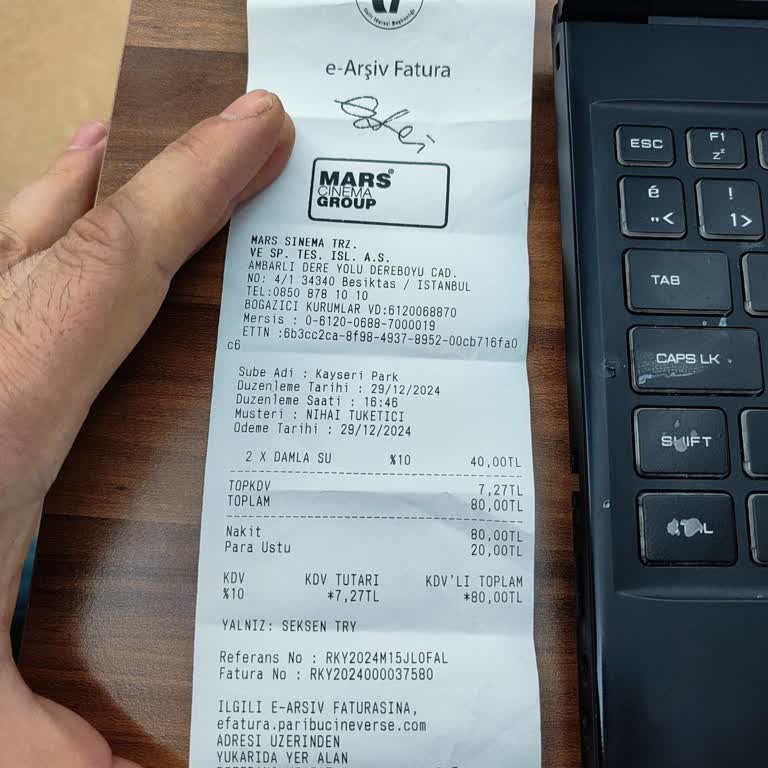 e-Arşiv Fatura
MARS
CINEMA
GROUP
MARS SINEMA TRZ.
VE SP. TES. ISL. A.S.
AMBARLI DERE YOLU DEREBOYU CAD.
NO: 4/1 34340 Besiktas / ISTANBUL
TEL:0850 878 10 10
BOGAZICI KURUMLAR VD:6120068870
Mersis : 0-6120-0688-7000019
ETTN :6b3cc2ca-8f98-4937-8952-00cb716fa0
c6
Sube Adi : Kayseri Park
Duzenleme Tarihi : 29/12/2024
Duzenleme Saati : 16:46
Musteri : NIHAI TUKETICI
Odeme Tarihi : 29/12/2024
2 X DAMLA SU %10 40,00TL
TOPKDV 7,27TL
TOPLAM 80,00TL
Nakit 80,00TL
Para Ustu 20,00TL
KDV KDV TUTARI KDV'LI TOPLAM
%10 *7,27TL *80,00TL
YALNIZ: SEKSEN TRY
Referans No : RKY2024M15JLOFAL
Fatura No : RKY2024000037580
ILGILI E-ARSIV FATURASINA,
efatura.paribucineverse.com
ADRESI UZERINDEN
YUKARIDA YER ALAN
ESC
F1
é
"<
!
1>
TAB
CAPS LK
SHIFT